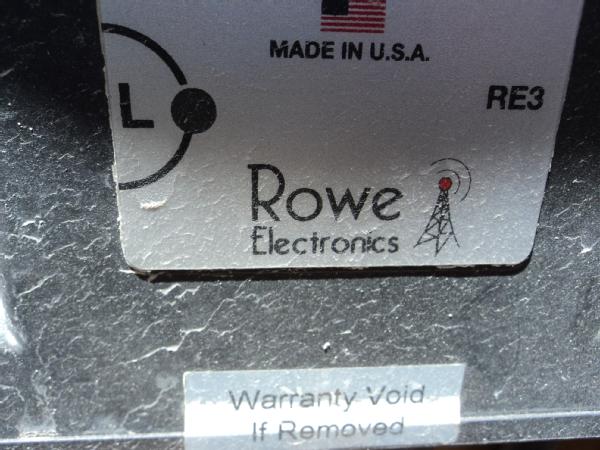 MADE IN U.S.A.
RE3
L
Rowe
Electronics
Warranty Void
If Removed